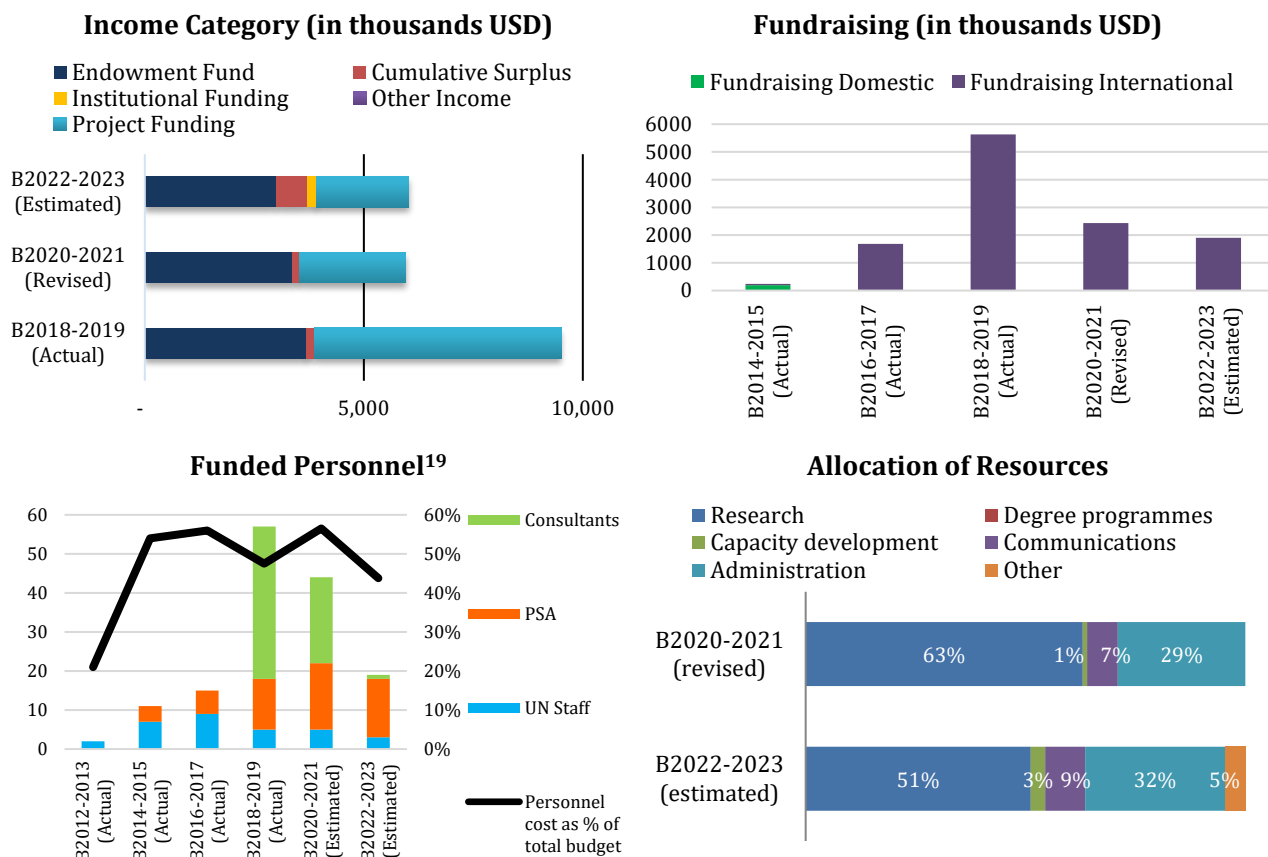 Income Category (in thousands USD)
Endowment Fund
Cumulative Surplus
Institutional Funding
Other Income
Project Funding
B2022-2023
(Estimated)
B2020-2021
(Revised)
B2018-2019
(Actual)
-
5,000
10,000
Fundraising (in thousands USD)
Fundraising Domestic
Fundraising International
6000
5000
4000
3000
2000
1000
0
B2014-2015
(Actual)
B2016-2017
(Actual)
B2018-2019
(Actual)
B2020-2021
(Revised)
B2022-2023
(Estimated)
Funded Personnel¹⁹
60
50
40
30
20
10
0
60%
50%
40%
30%
20%
10%
0%
B2012-2013
(Actual)
B2014-2015
(Actual)
B2016-2017
(Actual)
B2018-2019
(Actual)
B2020-2021
(Estimated)
B2022-2023
(Estimated)
Consultants
PSA
UN Staff
Personnel
cost as % of
total budget
Allocation of Resources
Research
Degree programmes
Capacity development
Communications
Administration
Other
B2020-2021
(revised)
63%
1%
7%
29%
B2022-2023
(estimated)
51%
3%
9%
32%
5%